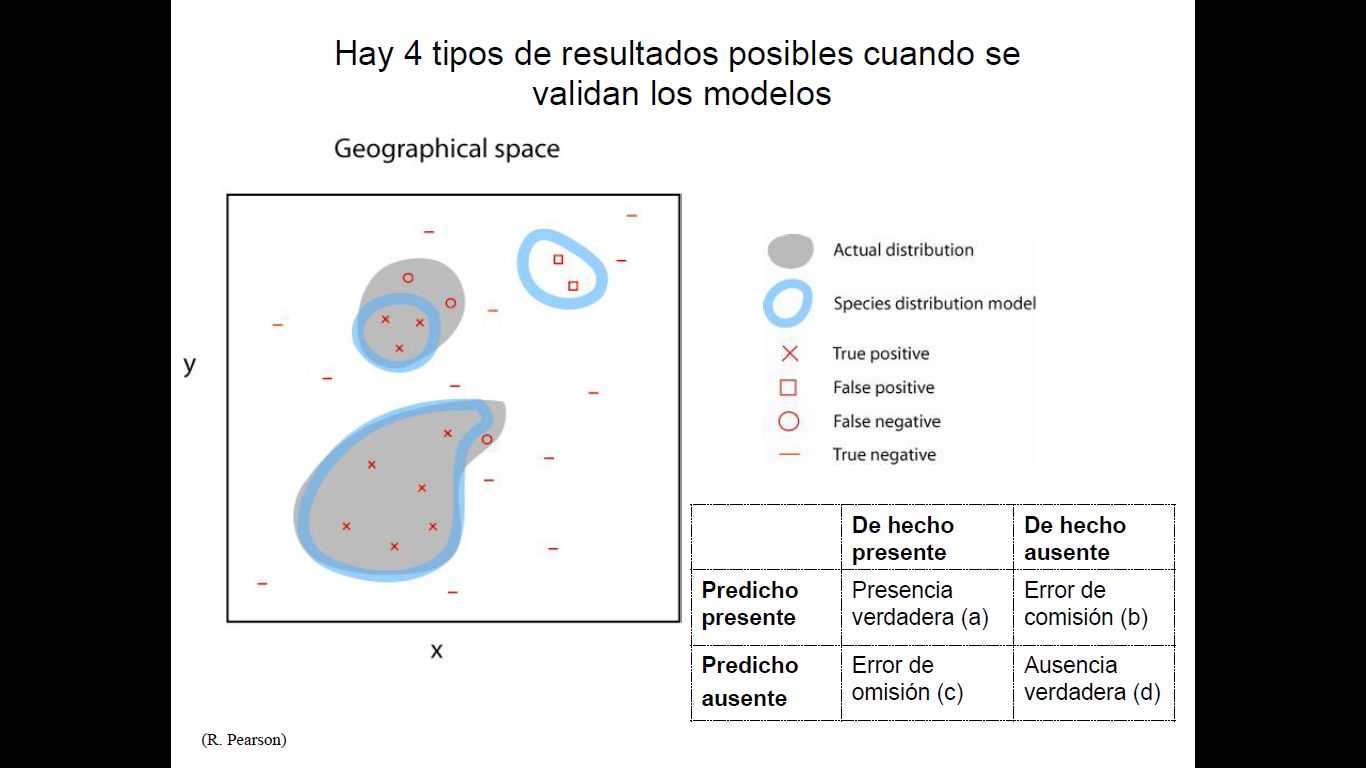 Hay 4 tipos de resultados posibles cuando se
validan los modelos
Geographical space
y
x
Actual distribution
Species distribution model
True positive
False positive
False negative
True negative
De hecho presente
De hecho ausente
Predicho presente
Presencia verdadera (a)
Error de comisión (b)
Predicho ausente
Error de omisión (c)
Ausencia verdadera (d)
(R. Pearson)